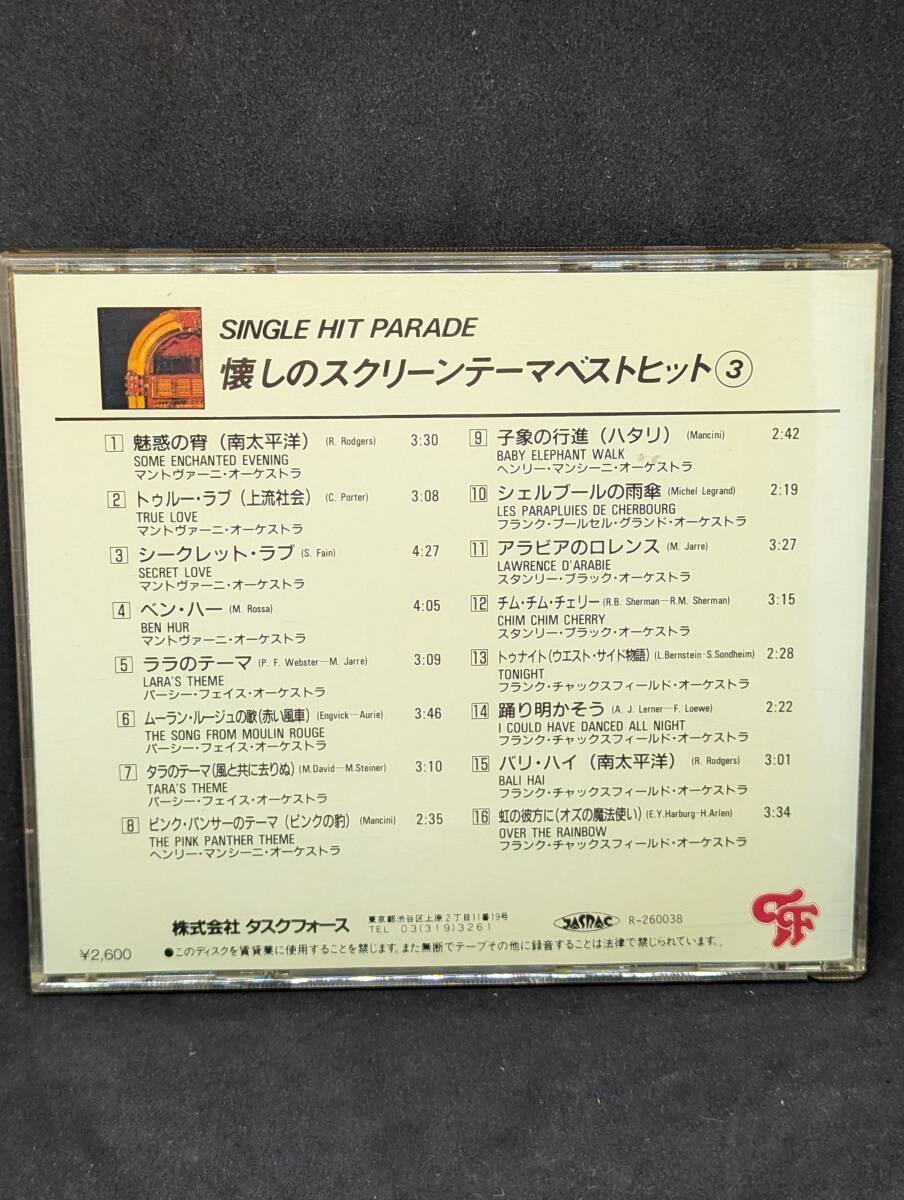 SINGLE HIT PARADE
懐しのスクリーンテーマベストヒット③
1 魅惑の宵（南太平洋） (R. Rodgers) 3:30
SOME ENCHANTED EVENING
マントヴァーニ・オーケストラ
2 トゥルー・ラブ（上流社会） (C. Porter) 3:08
TRUE LOVE
マントヴァーニ・オーケストラ
3 シークレット・ラブ (S. Fain) 4:27
SECRET LOVE
マントヴァーニ・オーケストラ
4 ベン・ハー (M. Rossa) 4:05
BEN HUR
マントヴァーニ・オーケストラ
5 ララのテーマ (P. F. Webster—M. Jarre) 3:09
LARA'S THEME
パーシー・フェイス・オーケストラ
6 ムーラン・ルージュの歌(赤い風車) (Engvick—Aurie) 3:46
THE SONG FROM MOULIN ROUGE
パーシー・フェイス・オーケストラ
7 タラのテーマ(風と共に去りぬ) (M.David—M.Steiner) 3:10
TARA'S THEME
パーシー・フェイス・オーケストラ
8 ピンク・パンサーのテーマ（ピンクの豹） (Mancini) 2:35
THE PINK PANTHER THEME
ヘンリー・マンシーニ・オーケストラ
9 子象の行進（ハタリ） (Mancini) 2:42
BABY ELEPHANT WALK
ヘンリー・マンシーニ・オーケストラ
10 シェルブールの雨傘 (Michel Legrand) 2:19
LES PARAPLUIES DE CHERBOURG
フランク・プールセル・グランド・オーケストラ
11 アラビアのロレンス (M. Jarre) 3:27
LAWRENCE D'ARABIE
スタンリー・ブラック・オーケストラ
12 チム・チム・チェリー (R.B. Sherman—R.M. Sherman) 3:15
CHIM CHIM CHERRY
スタンリー・ブラック・オーケストラ
13 トゥナイト(ウエスト・サイド物語) (L.Bernstein-S.Sondheim) 2:28
TONIGHT
フランク・チャックスフィールド・オーケストラ
14 踊り明かそう (A. J. Lerner—F. Loewe) 2:22
I COULD HAVE DANCED ALL NIGHT
フランク・チャックスフィールド・オーケストラ
15 バリ・ハイ（南太平洋） (R. Rodgers) 3:01
BALI HAI
フランク・チャックスフィールド・オーケストラ
16 虹の彼方に(オズの魔法使い) (E.Y.Harburg-H.Arlen) 3:34
OVER THE RAINBOW
フランク・チャックスフィールド・オーケストラ
株式会社 タスクフォース
東京都渋谷区上原2丁目11番19号
TEL 03(319)3261
JASRAC R-260038
¥2,600
●このディスクを賃貸業に使用することを禁じます。また無断でテープその他に録音することは法律で禁じられています。